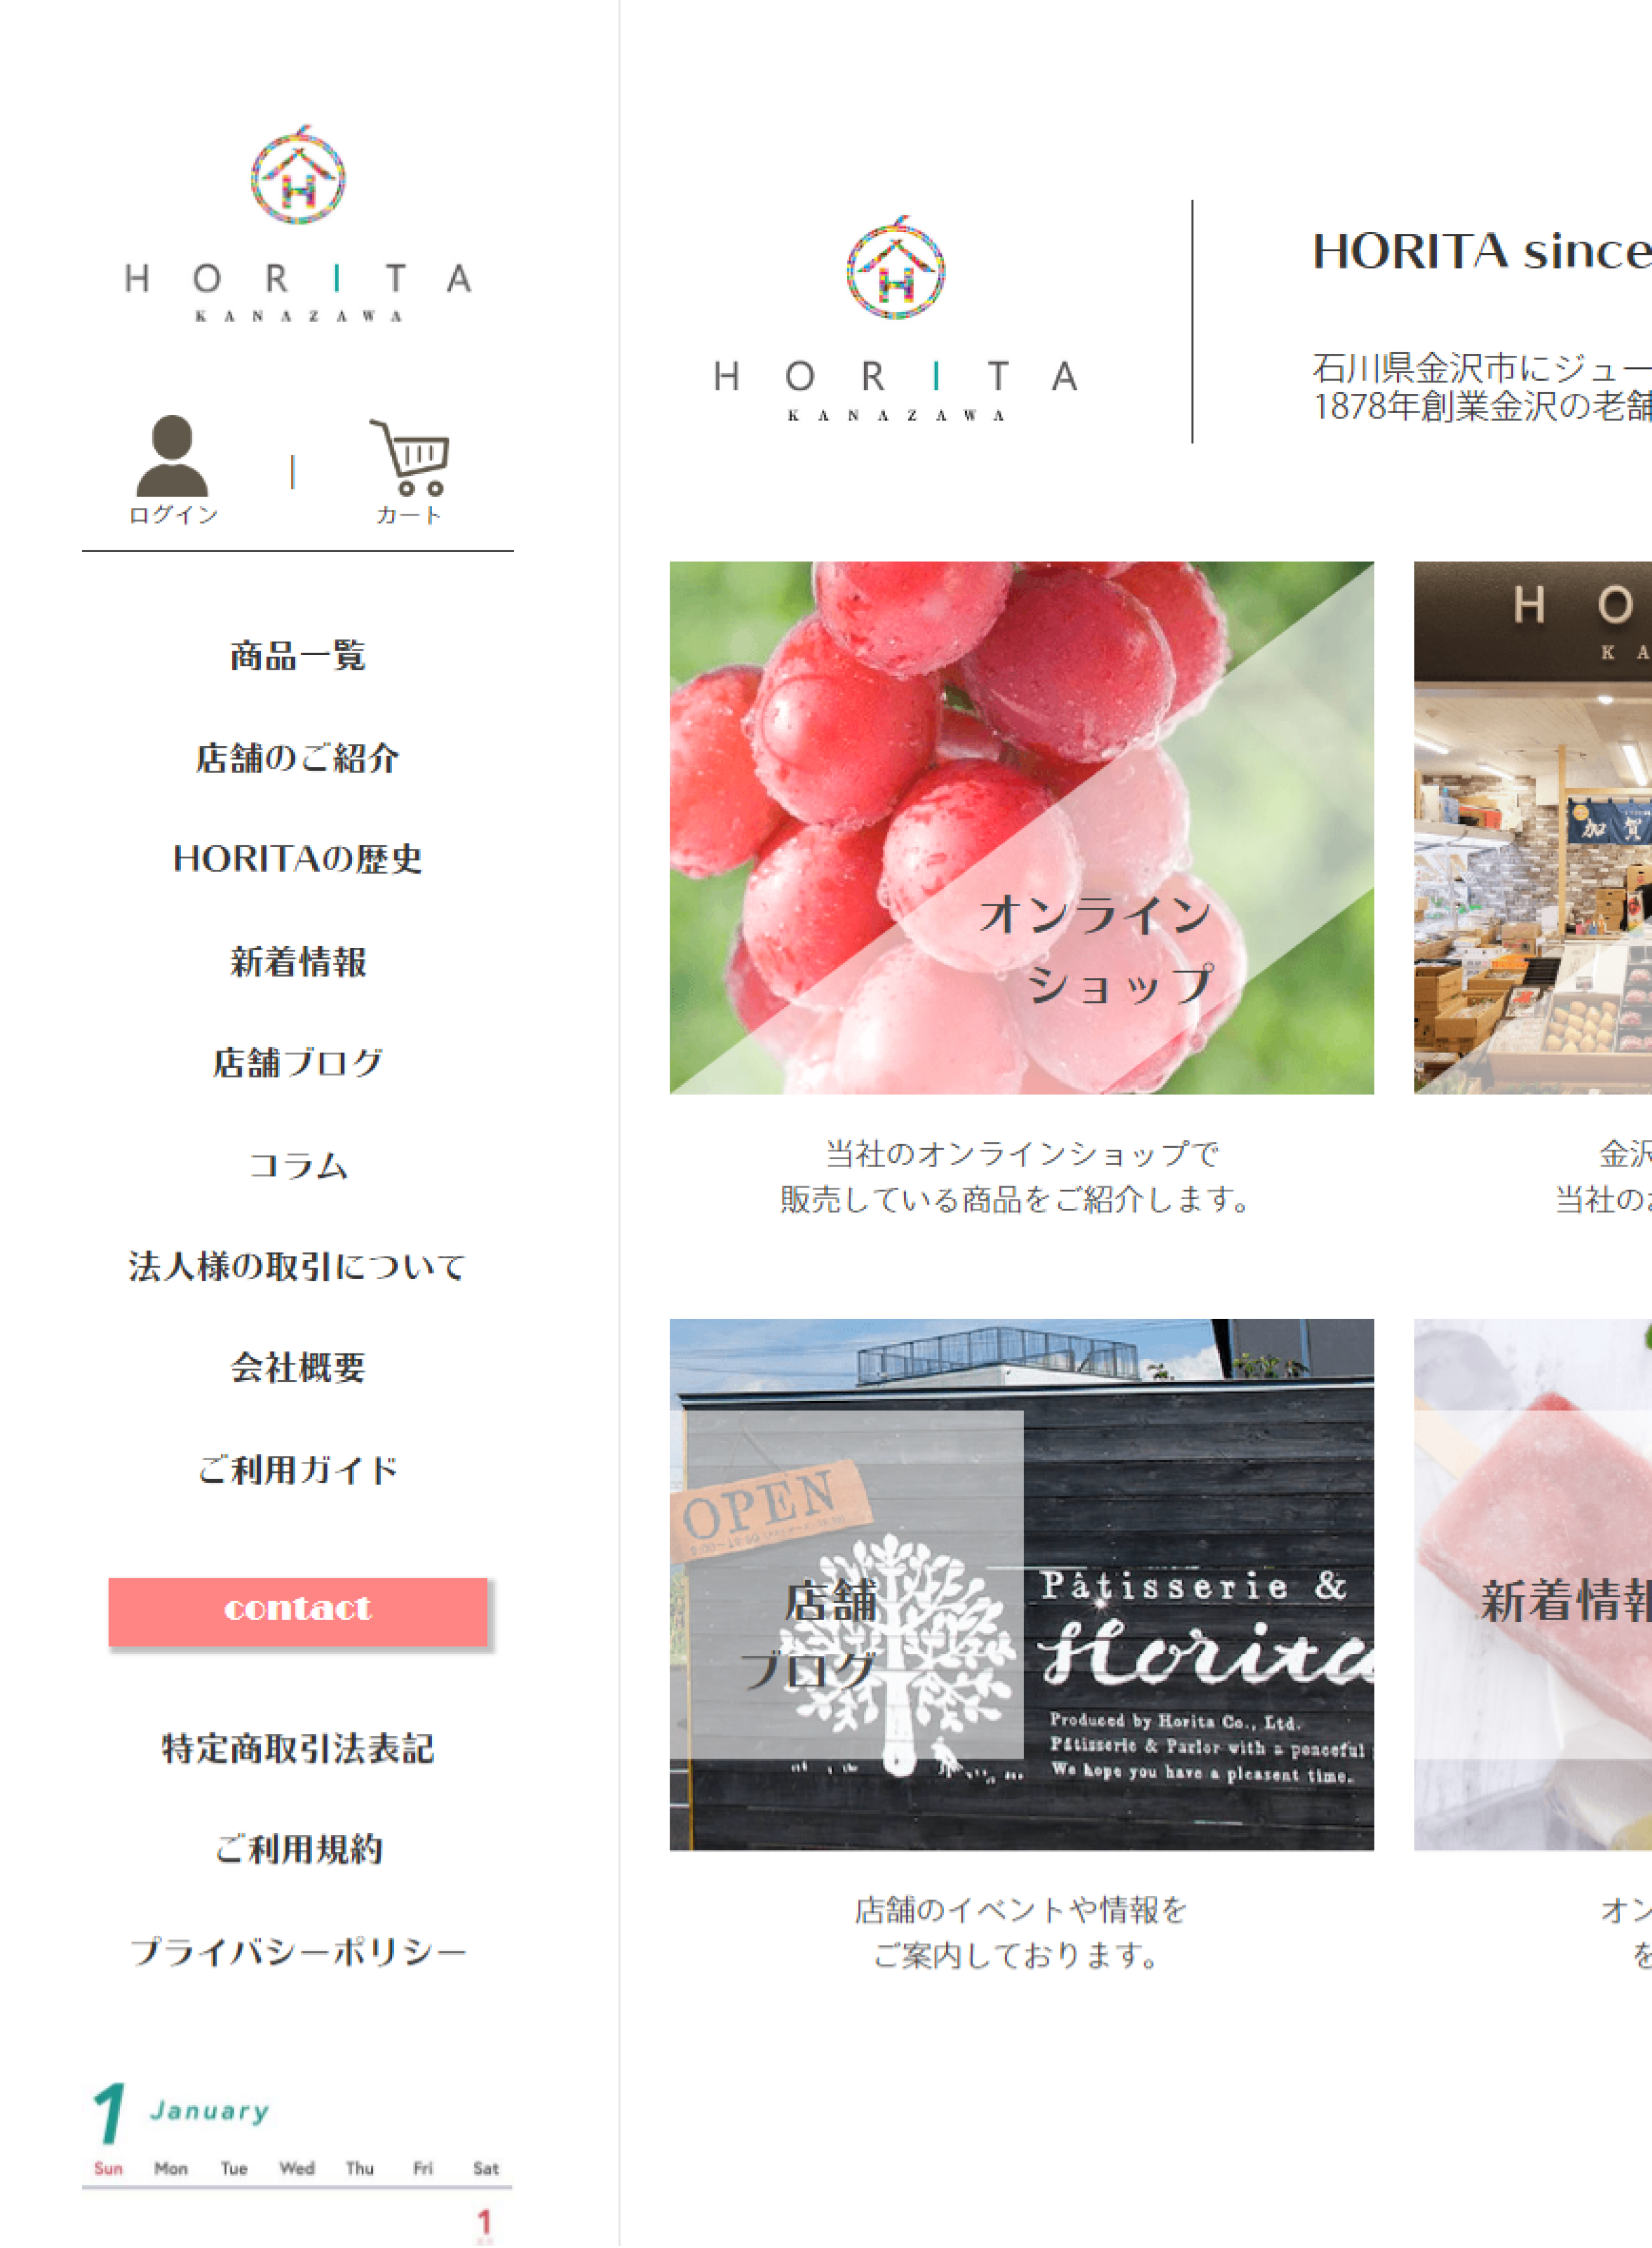 HORITA
KANAZAWA
ログイン
カート
商品一覧
店舗のご紹介
HORITAの歴史
新着情報
店舗ブログ
コラム
法人様の取引について
会社概要
ご利用ガイド
contact
特定商取引法表記
ご利用規約
プライバシーポリシー
1 January
Sun Mon Tue Wed Thu Fri Sat
1
HORITA
KANAZAWA
HORITA since
石川県金沢市にジュー
1878年創業金沢の老舗
オンライン
ショップ
当社のオンラインショップで
販売している商品をご紹介します。
H O
K A
加賀
金沢
当社のお
OPEN
店舗
ブログ
Pâtisserie &
Horita
Produced by Horita Co., Ltd.
Pâtisserie & Parlor with a peaceful
We hope you have a pleasent time.
店舗のイベントや情報を
ご案内しております。
新着情報
オン
を